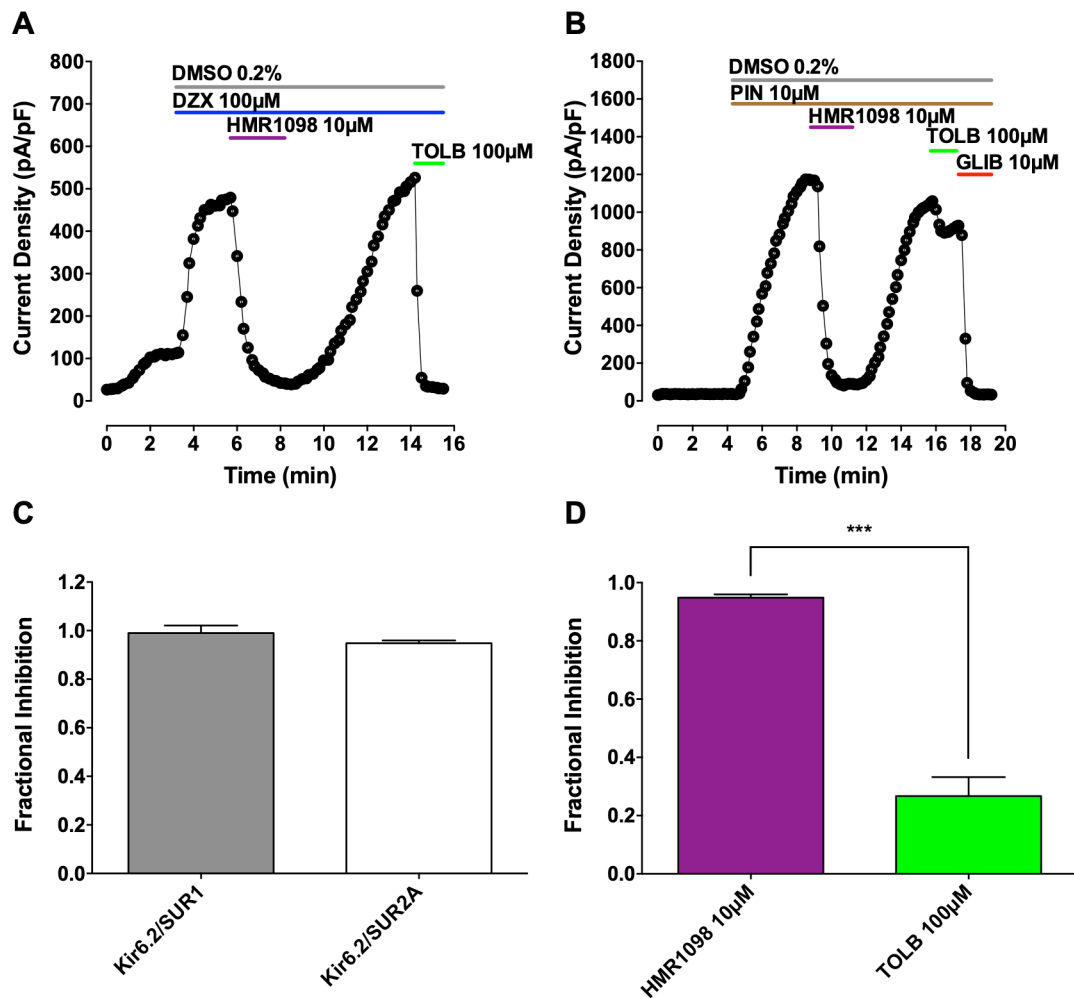 A
DMSO 0.2%
DZX 100µM
HMR1098 10µM
TOLB 100µM
Current Density (pA/pF)
800
700
600
500
400
300
200
100
0
0 2 4 6 8 10 12 14 16
Time (min)
B
DMSO 0.2%
PIN 10µM
HMR1098 10µM
TOLB 100µM
GLIB 10µM
Current Density (pA/pF)
1800
1600
1400
1200
1000
800
600
400
200
0
0 2 4 6 8 10 12 14 16 18 20
Time (min)
C
Fractional Inhibition
1.2
1.0
0.8
0.6
0.4
0.2
0.0
Kir6.2/SUR1
Kir6.2/SUR2A
D
***
Fractional Inhibition
1.0
0.8
0.6
0.4
0.2
0.0
HMR1098 10µM
TOLB 100µM